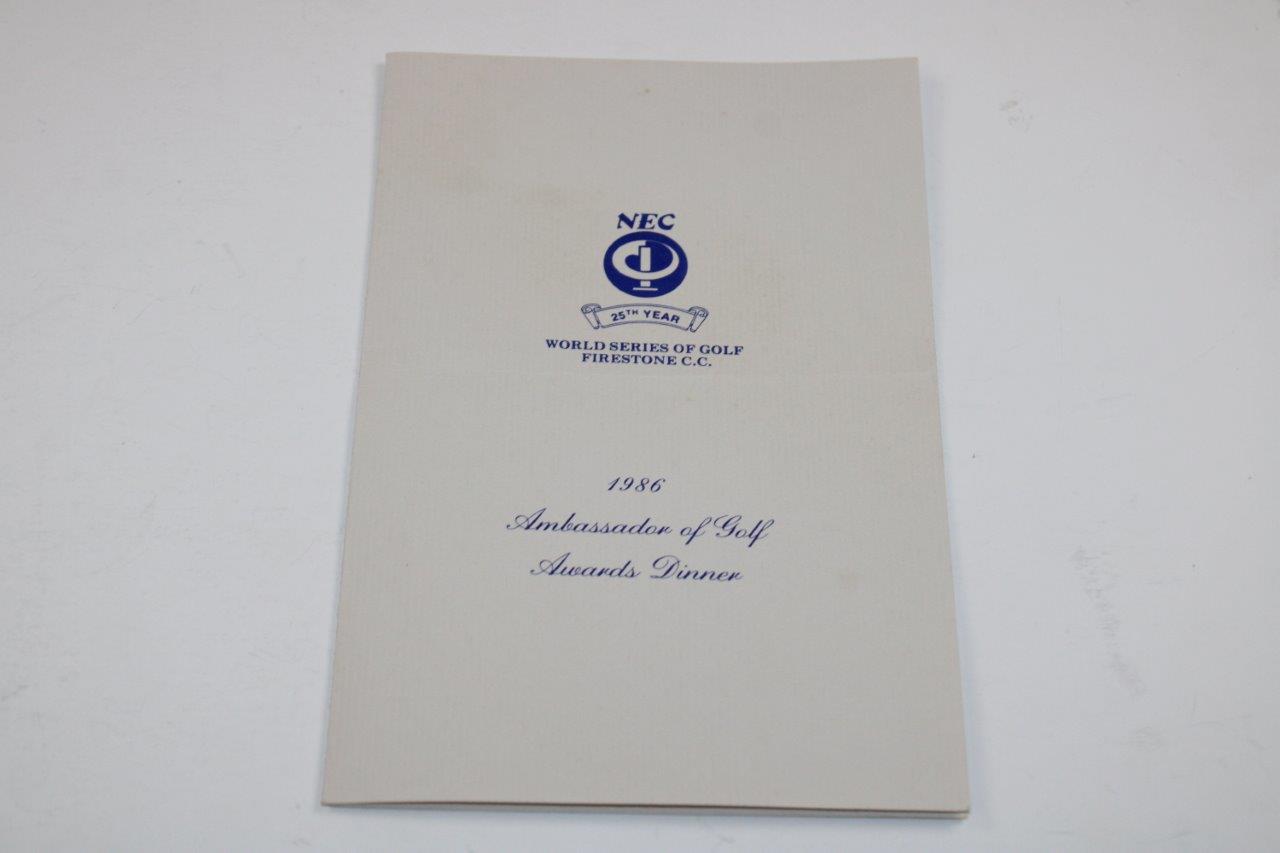 NEC
25TH YEAR
WORLD SERIES OF GOLF
FIRESTONE C.C.
1986
Ambassador of Golf
Awards Dinner